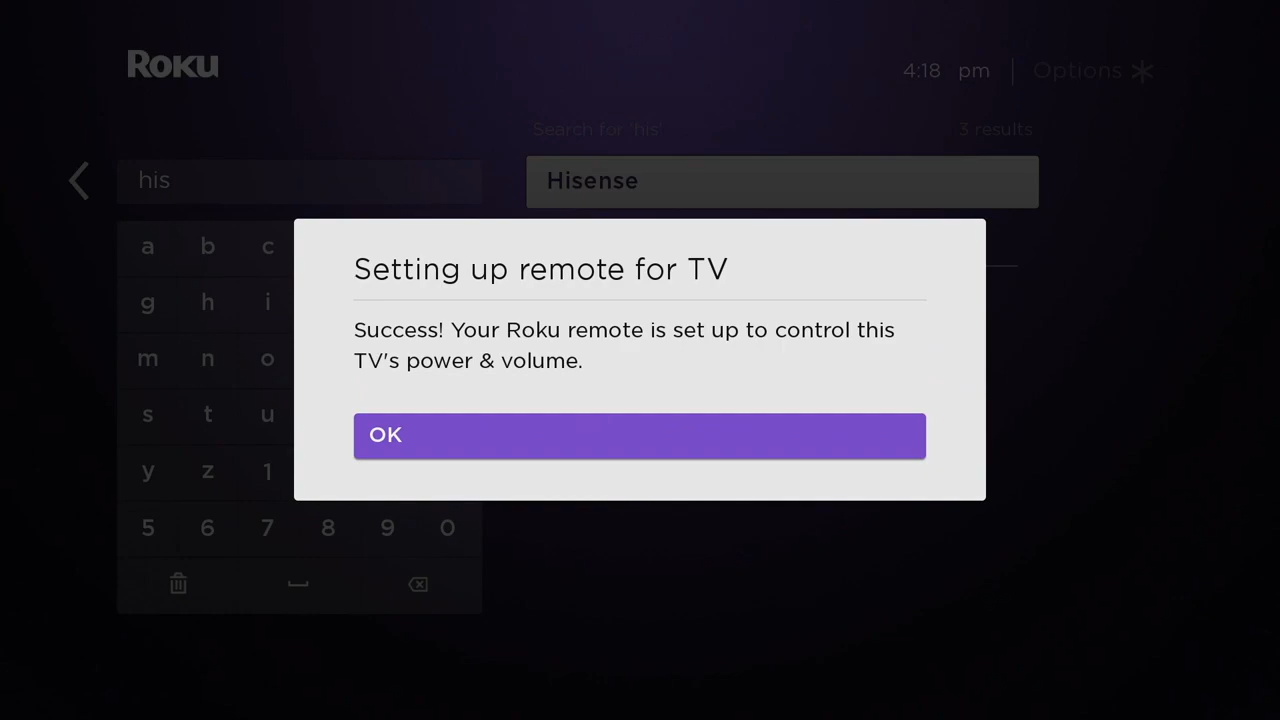 Roku
4:18 pm
Options
Search for 'his'
3 results
his
Hisense
a b c
g h i
m n o
s t u
y z 1
5 6 7 8 9 0
Setting up remote for TV
Success! Your Roku remote is set up to control this
TV's power & volume.
OK